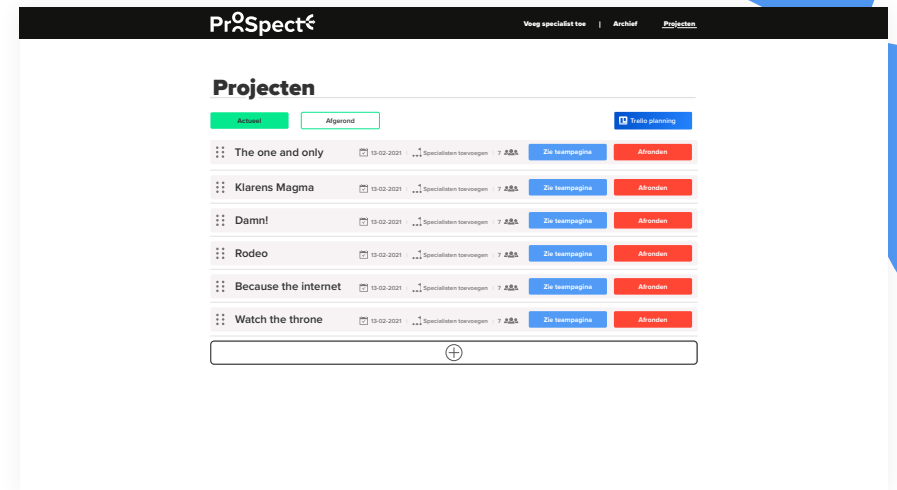 ProSpect
Voeg specialist toe | Archief Projecten
Projecten
Actueel Afgerond Trello planning
The one and only 13-02-2021 Specialisten toevoegen 7 Zie teampagina Afronden
Klarens Magma 13-02-2021 Specialisten toevoegen 7 Zie teampagina Afronden
Damn! 13-02-2021 Specialisten toevoegen 7 Zie teampagina Afronden
Rodeo 13-02-2021 Specialisten toevoegen 7 Zie teampagina Afronden
Because the internet 13-02-2021 Specialisten toevoegen 7 Zie teampagina Afronden
Watch the throne 13-02-2021 Specialisten toevoegen 7 Zie teampagina Afronden